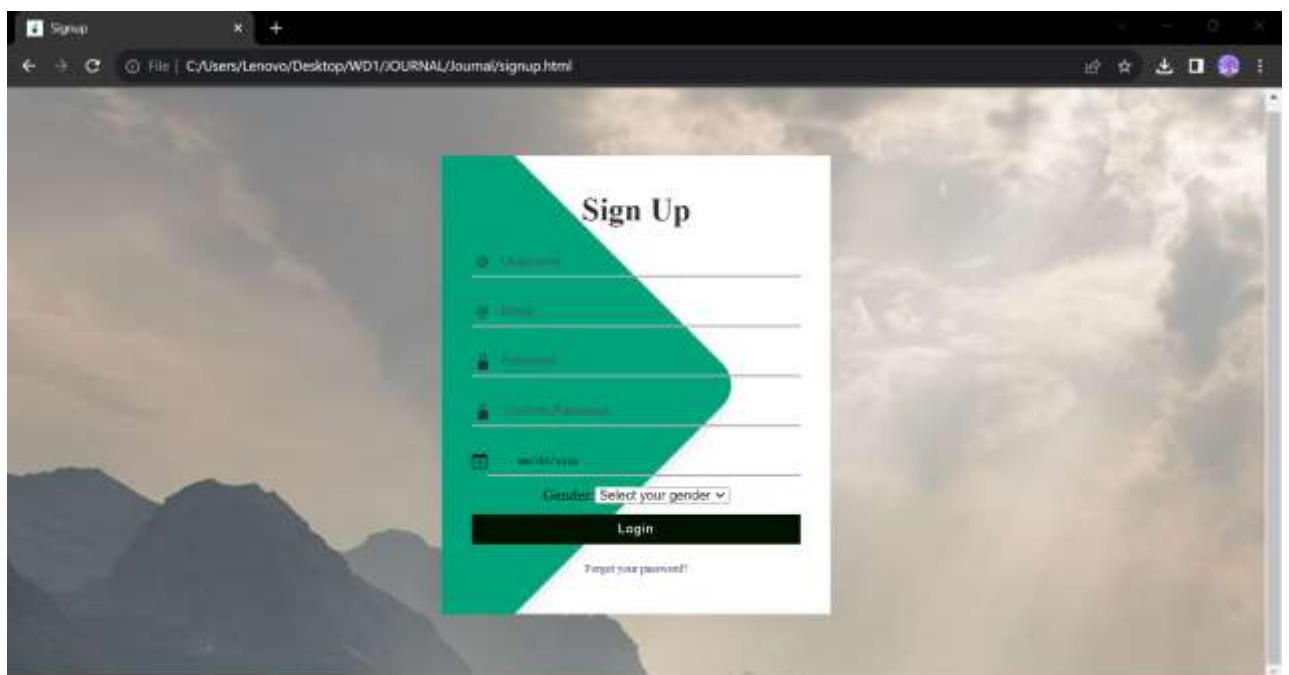 Signup
File | C:/Users/Lenovo/Desktop/WD1/JOURNAL/Journal/signup.html
Sign Up
Username
Email
Password
Confirm Password
mm/dd/yyyy
Gender: Select your gender
Login
Forgot your password?